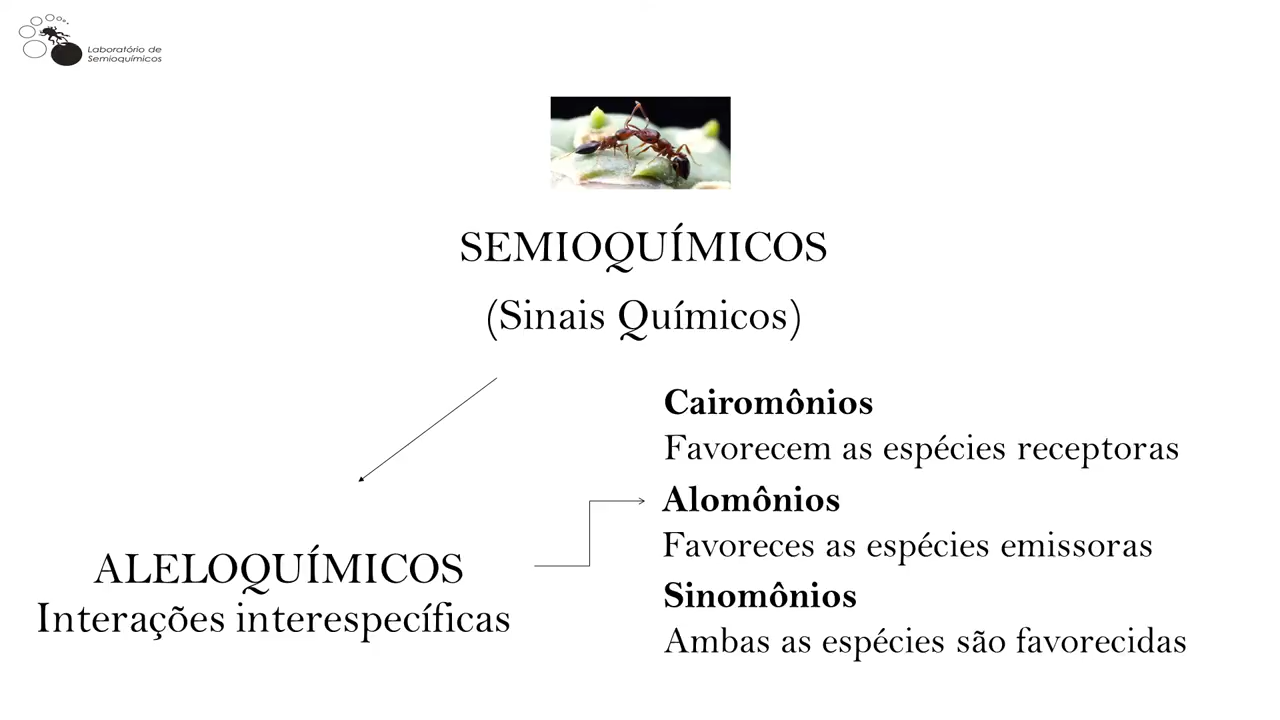 Laboratório de
Semioquímicos
SEMIOQUÍMICOS
(Sinais Químicos)
Cairomônios
Favorecem as espécies receptoras
Alomônios
Favoreces as espécies emissoras
Sinomônios
Ambas as espécies são favorecidas
ALELOQUÍMICOS
Interações interespecíficas